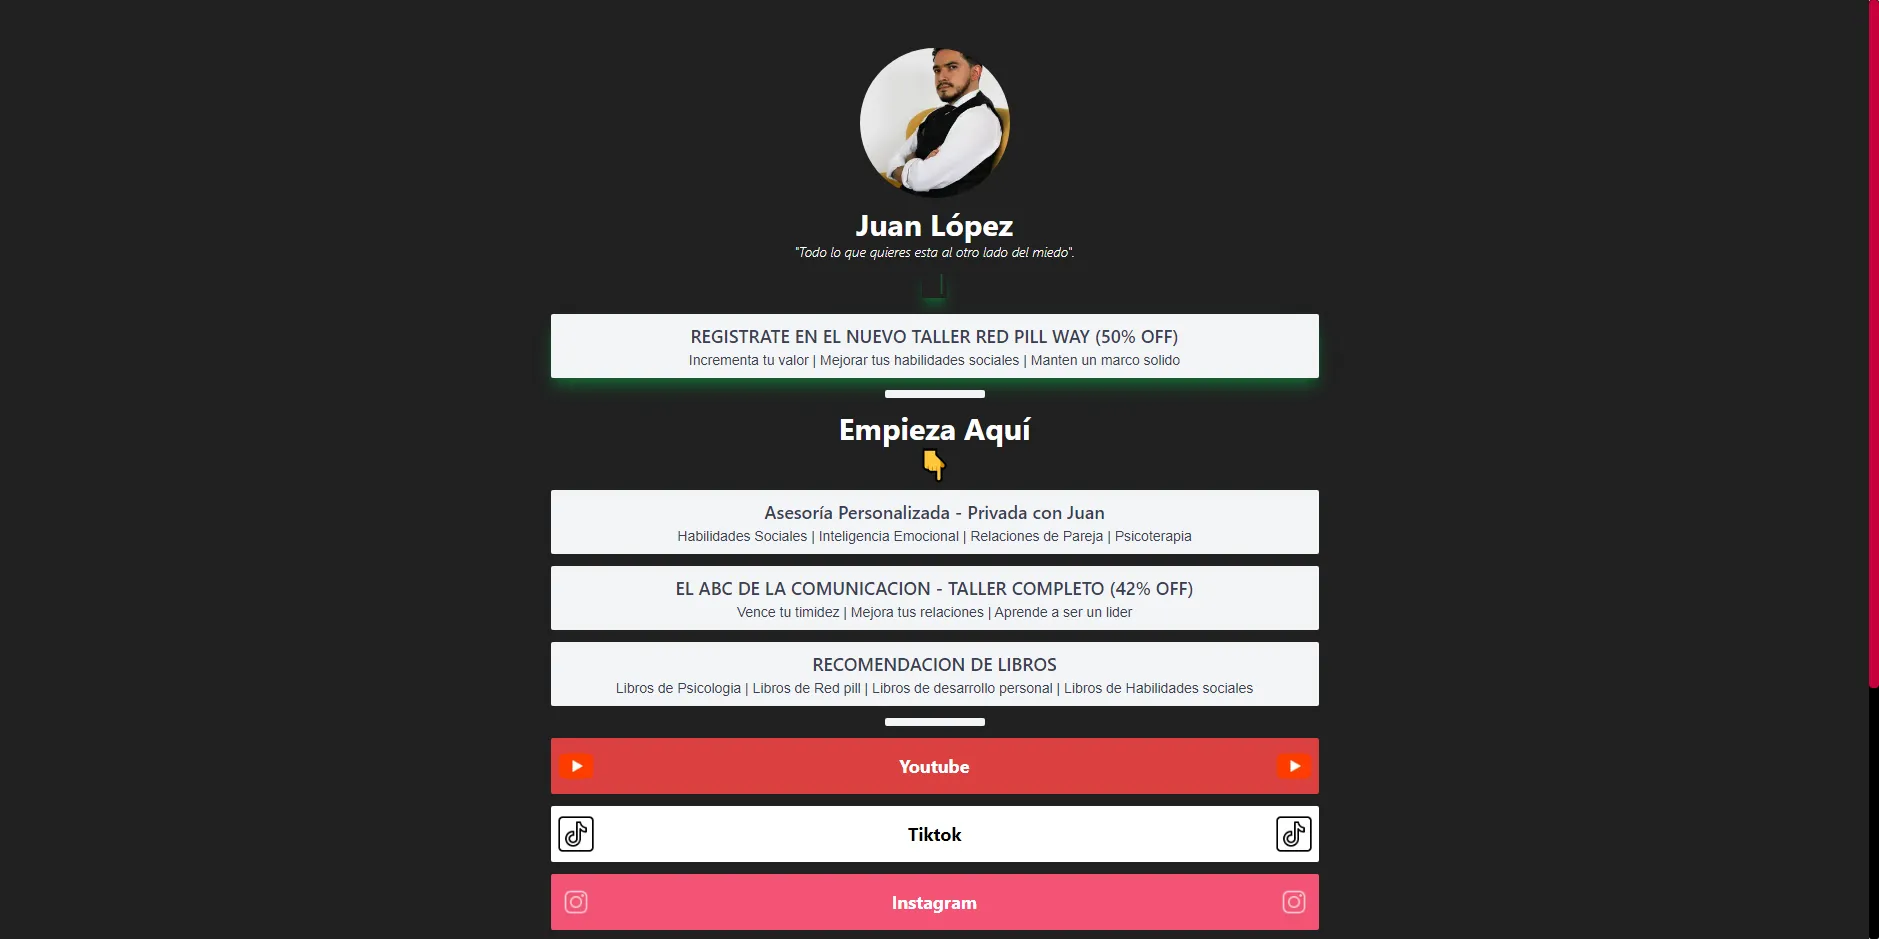 Juan López
"Todo lo que quieres esta al otro lado del miedo".
REGISTRATE EN EL NUEVO TALLER RED PILL WAY (50% OFF)
Incrementa tu valor | Mejorar tus habilidades sociales | Manten un marco solido
Empieza Aquí
Asesoría Personalizada - Privada con Juan
Habilidades Sociales | Inteligencia Emocional | Relaciones de Pareja | Psicoterapia
EL ABC DE LA COMUNICACION - TALLER COMPLETO (42% OFF)
Vence tu timidez | Mejora tus relaciones | Aprende a ser un lider
RECOMENDACION DE LIBROS
Libros de Psicologia | Libros de Red pill | Libros de desarrollo personal | Libros de Habilidades sociales
Youtube
Tiktok
Instagram